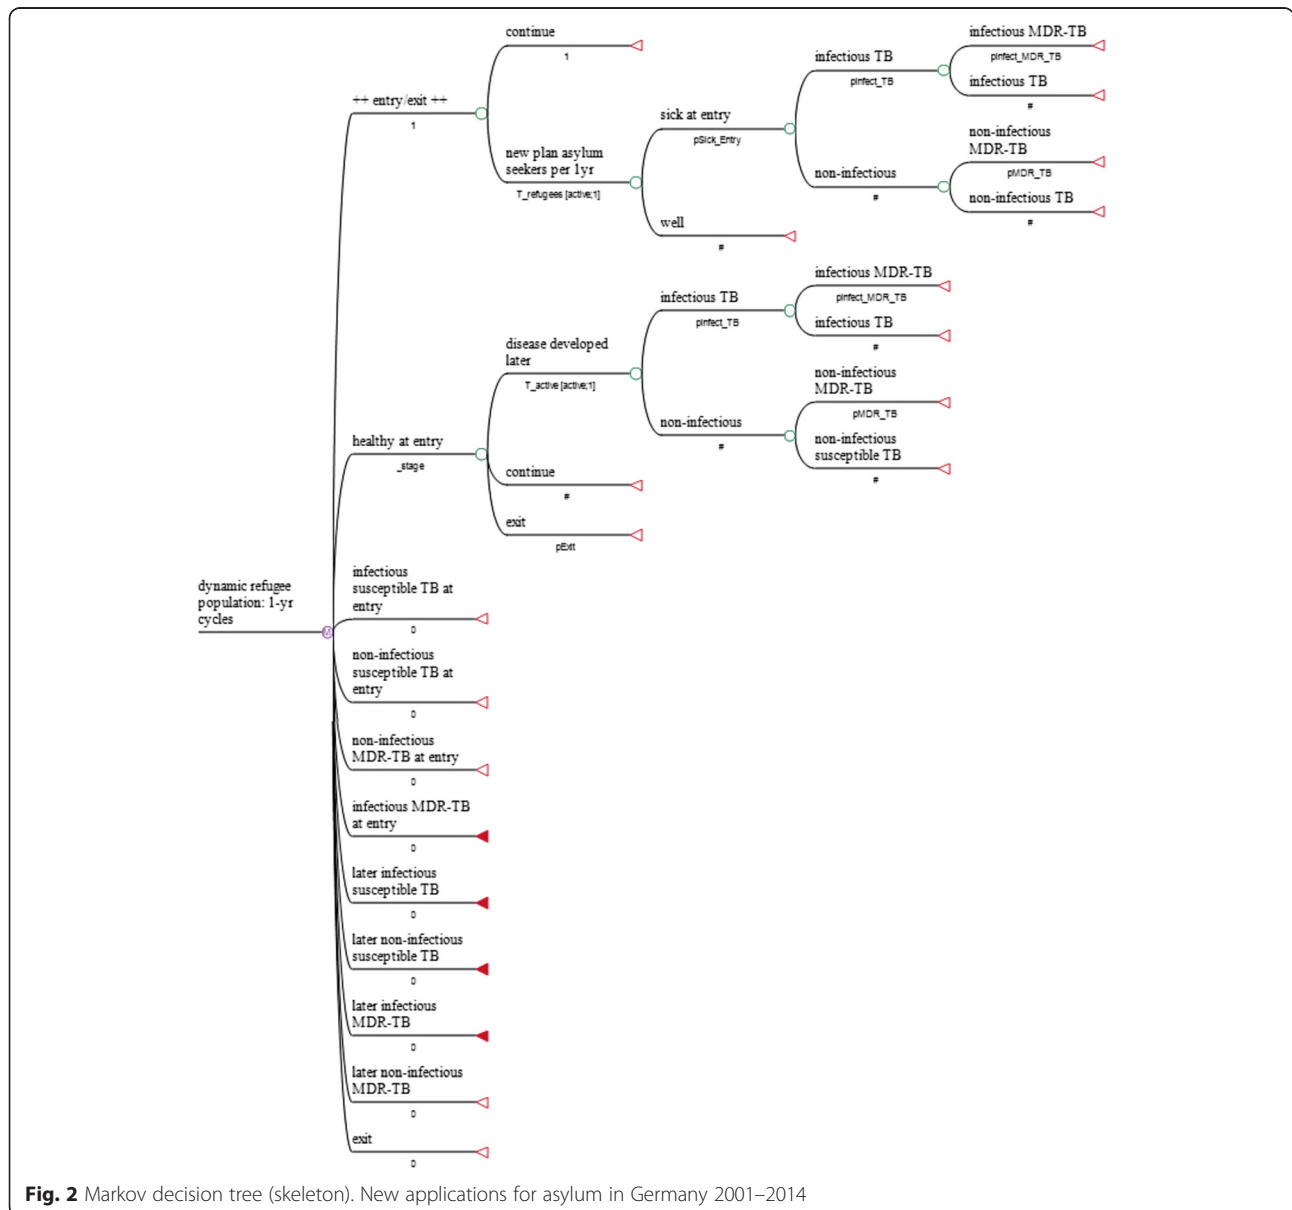 continue
1
++ entry/exit ++
1
new plan asylum
seekers per 1yr
T_refugees [active;1]
sick at entry
pSick_Entry
infectious TB
pInfect_TB
infectious MDR-TB
pInfect_MDR_TB
infectious TB
#
non-infectious
#
non-infectious
MDR-TB
pMDR_TB
non-infectious TB
#
well
#
healthy at entry
_stage
disease developed
later
T_active [active;1]
infectious TB
pInfect_TB
infectious MDR-TB
pInfect_MDR_TB
infectious TB
#
non-infectious
#
non-infectious
MDR-TB
pMDR_TB
non-infectious
susceptible TB
#
continue
#
exit
pExit
dynamic refugee
population: 1-yr
cycles
M
infectious
susceptible TB at
entry
0
non-infectious
susceptible TB at
entry
0
non-infectious
MDR-TB at entry
0
infectious MDR-TB
at entry
0
later infectious
susceptible TB
0
later non-infectious
susceptible TB
0
later infectious
MDR-TB
0
later non-infectious
MDR-TB
0
exit
0
Fig. 2 Markov decision tree (skeleton). New applications for asylum in Germany 2001–2014